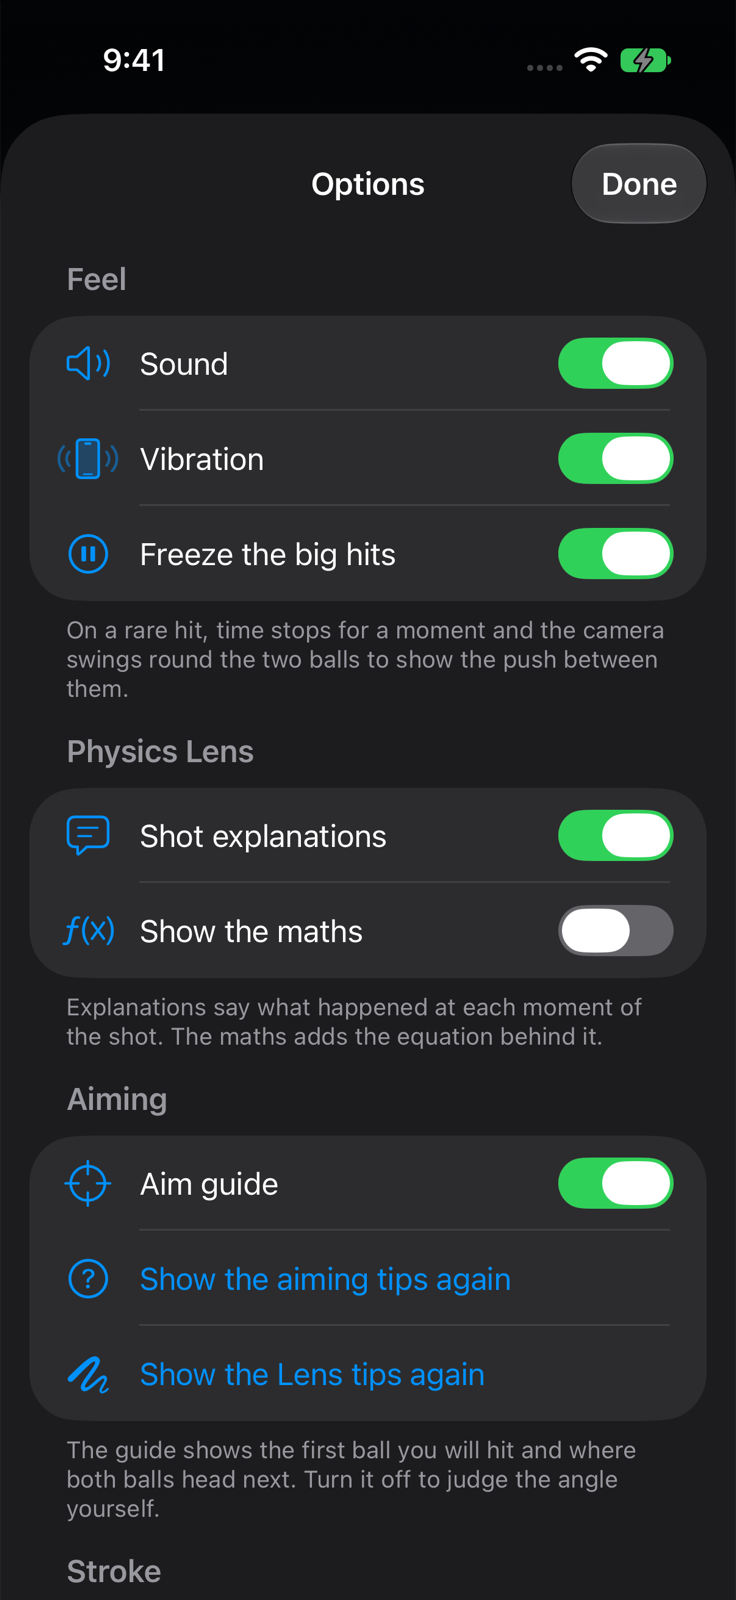 9:41
Options
Done
Feel
Sound
Vibration
Freeze the big hits
On a rare hit, time stops for a moment and the camera
swings round the two balls to show the push between
them.
Physics Lens
Shot explanations
f(x)
Show the maths
Explanations say what happened at each moment of
the shot. The maths adds the equation behind it.
Aiming
Aim guide
?
Show the aiming tips again
Show the Lens tips again
The guide shows the first ball you will hit and where
both balls head next. Turn it off to judge the angle
yourself.
Stroke